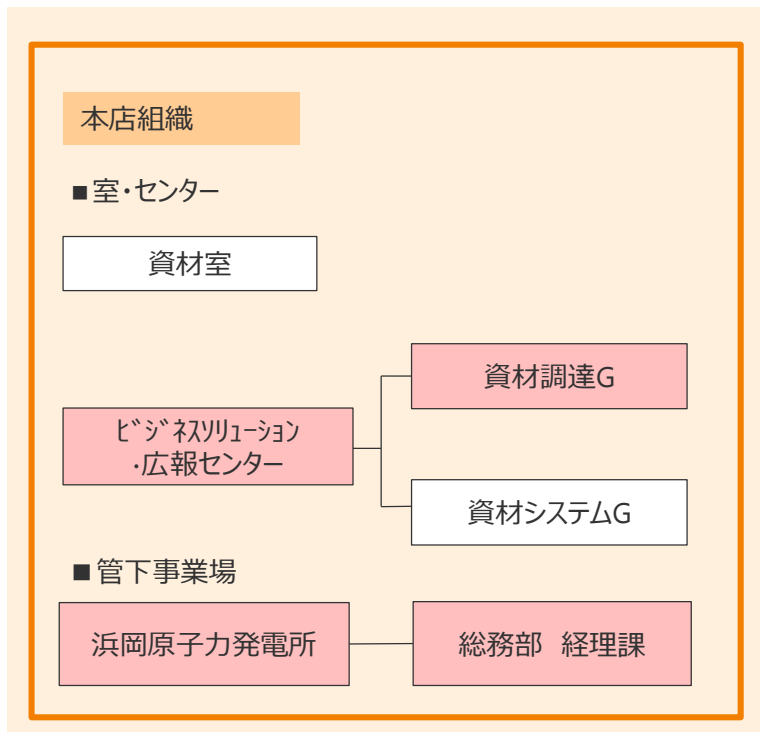 本店組織
■室・センター
資材室
資材調達G
ﾋﾞｼﾞﾈｽｿﾘｭｰｼｮﾝ
・広報センター
資材システムG
■管下事業場
浜岡原子力発電所
総務部　経理課